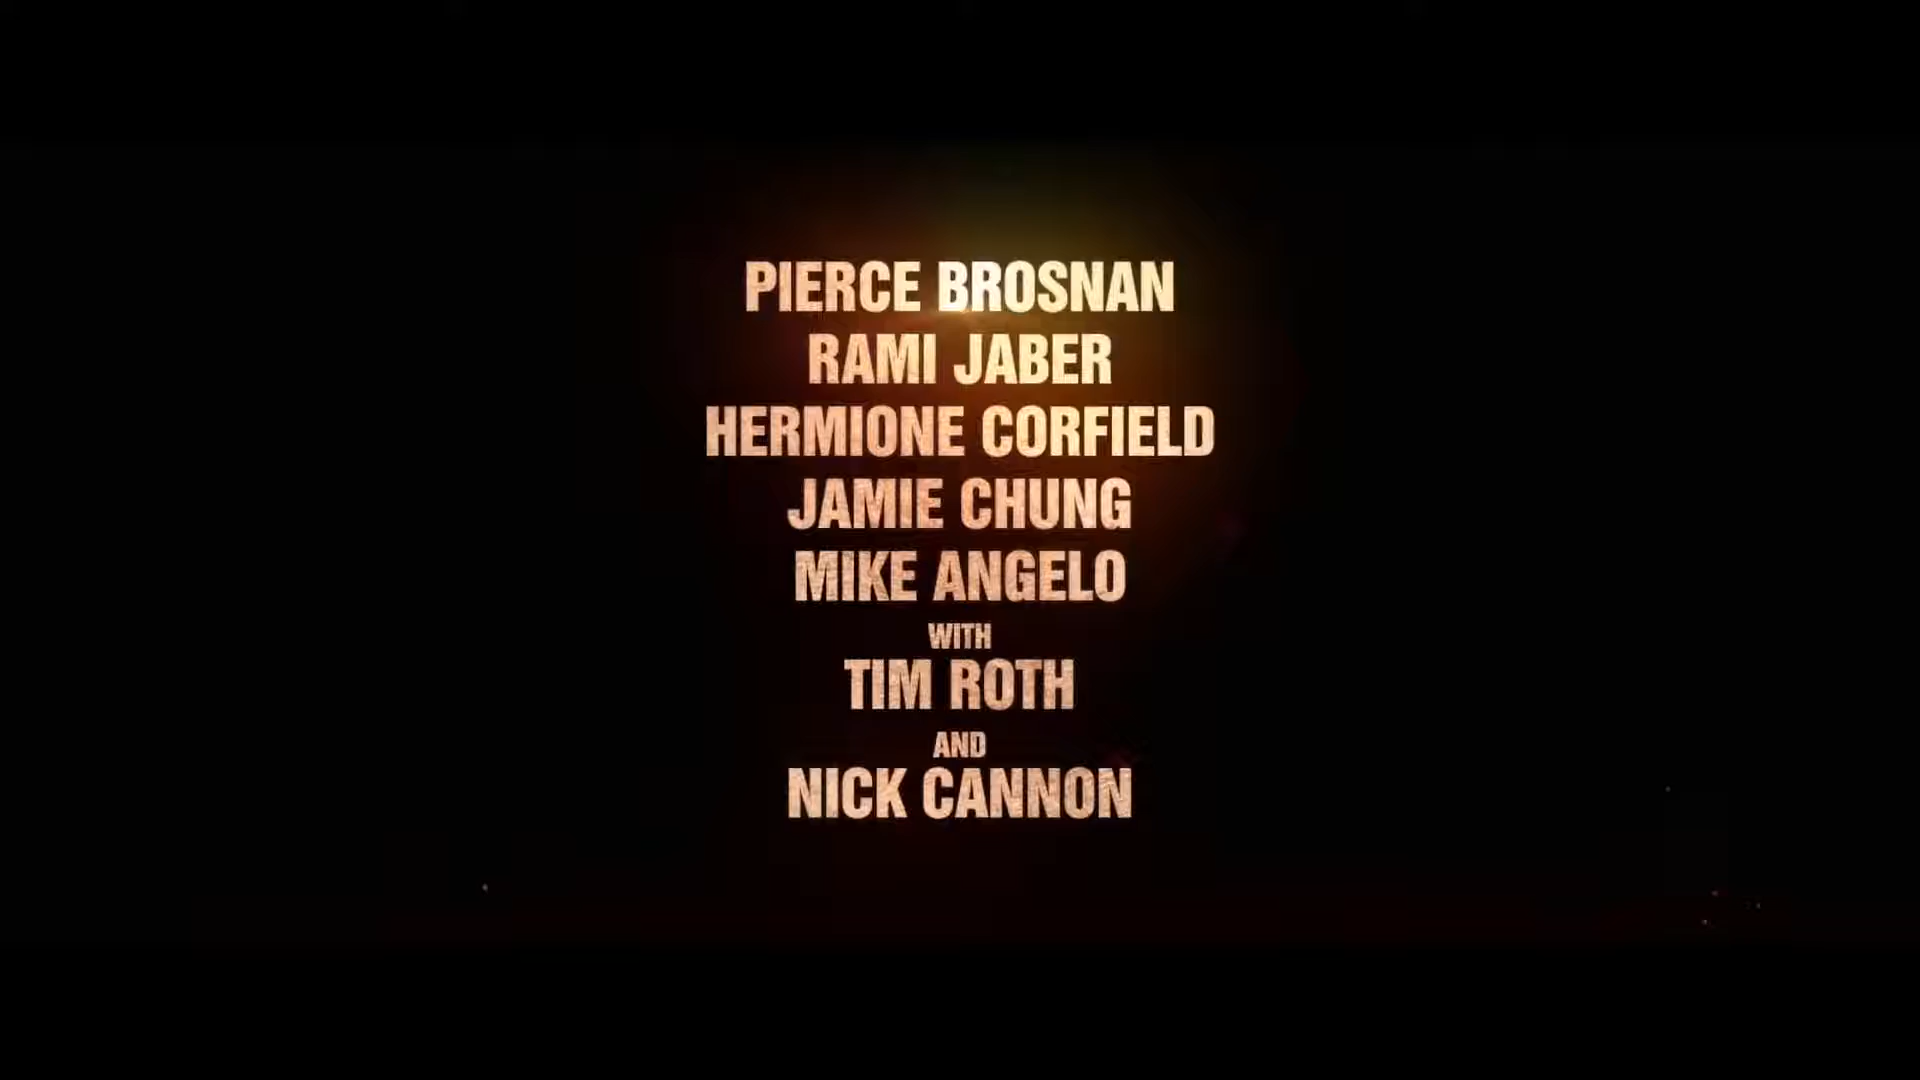 PIERCE BROSNAN
RAMI JABER
HERMIONE CORFIELD
JAMIE CHUNG
MIKE ANGELO
WITH
TIM ROTH
AND
NICK CANNON